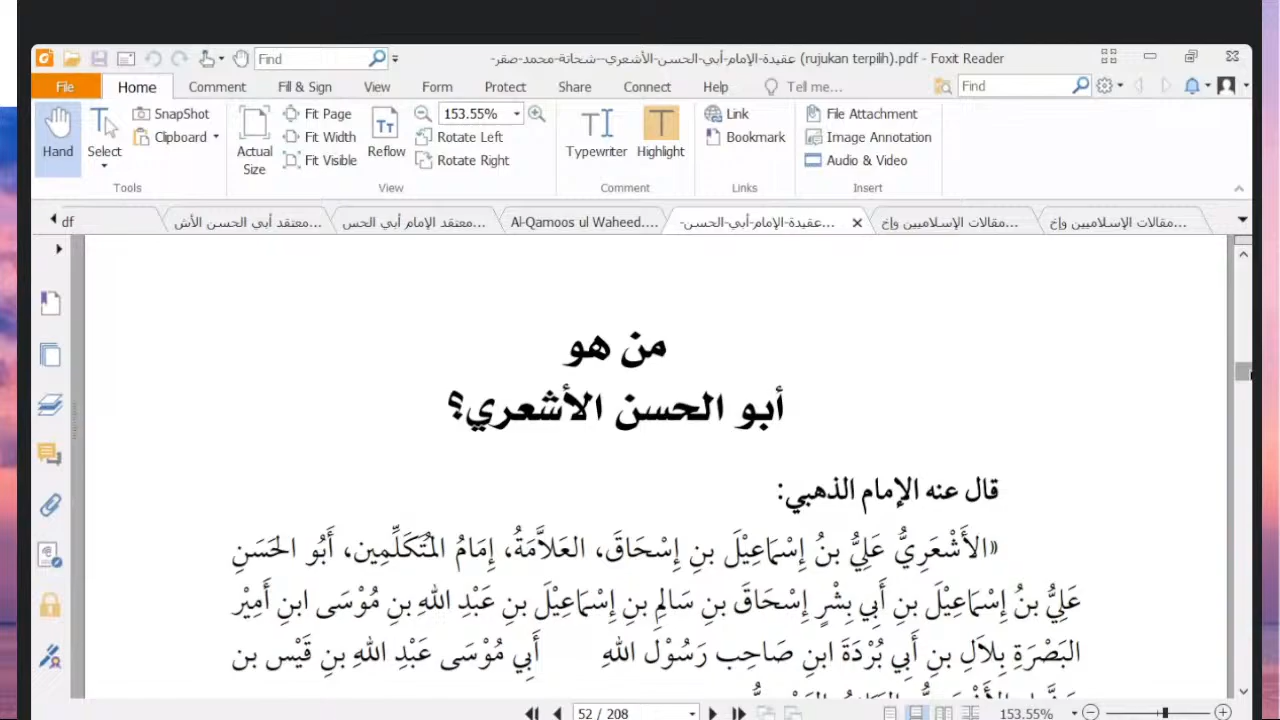 Find
عقيدة-الإمام-أبي-الحسن-الأشعري--شحاتة-محمد-صقر- (rujukan terpilh).pdf - Foxit Reader
File Home Comment Fill & Sign View Form Protect Share Connect Help Tell me... Find
Hand
Select
SnapShot
Clipboard
Tools
Actual Size
Fit Page
Fit Width
Fit Visible
Reflow
153.55%
Rotate Left
Rotate Right
View
Typewriter
Highlight
Comment
Link
Bookmark
Links
File Attachment
Image Annotation
Audio & Video
Insert
df
معتقد أبي الحسن الأش...
معتقد الإمام أبي الحس...
Al-Qamoos ul Waheed....
عقيدة-الإمام-أبي-الحسن-...
مقالات الإسلاميين وإخ...
مقالات الإسلاميين وإخ...
من هو
أبو الحسن الأشعري؟
قال عنه الإمام الذهبي:
«الأَشْعَرِيُّ عَلِيُّ بنُ إِسْمَاعِيْلَ بنِ إِسْحَاقَ، العَلاَّمَةُ، إِمَامُ المُتَكَلِّمِين، أَبُو الحَسَنِ
عَلِيُّ بنُ إِسْمَاعِيْلَ بنِ أَبِي بِشْرٍ إِسْحَاقَ بنِ سَالِمِ بنِ إِسْمَاعِيْلَ بنِ عَبْدِ اللهِ بنِ مُوْسَى ابنِ أَمِيْر
البَصْرَةِ بِلاَلِ بنِ أَبِي بُرْدَةَ ابنِ صَاحِب رَسُوْلَ اللهِ أَبِي مُوْسَى عَبْدِ اللهِ بنِ قَيْس بن
52 / 208
153.55%